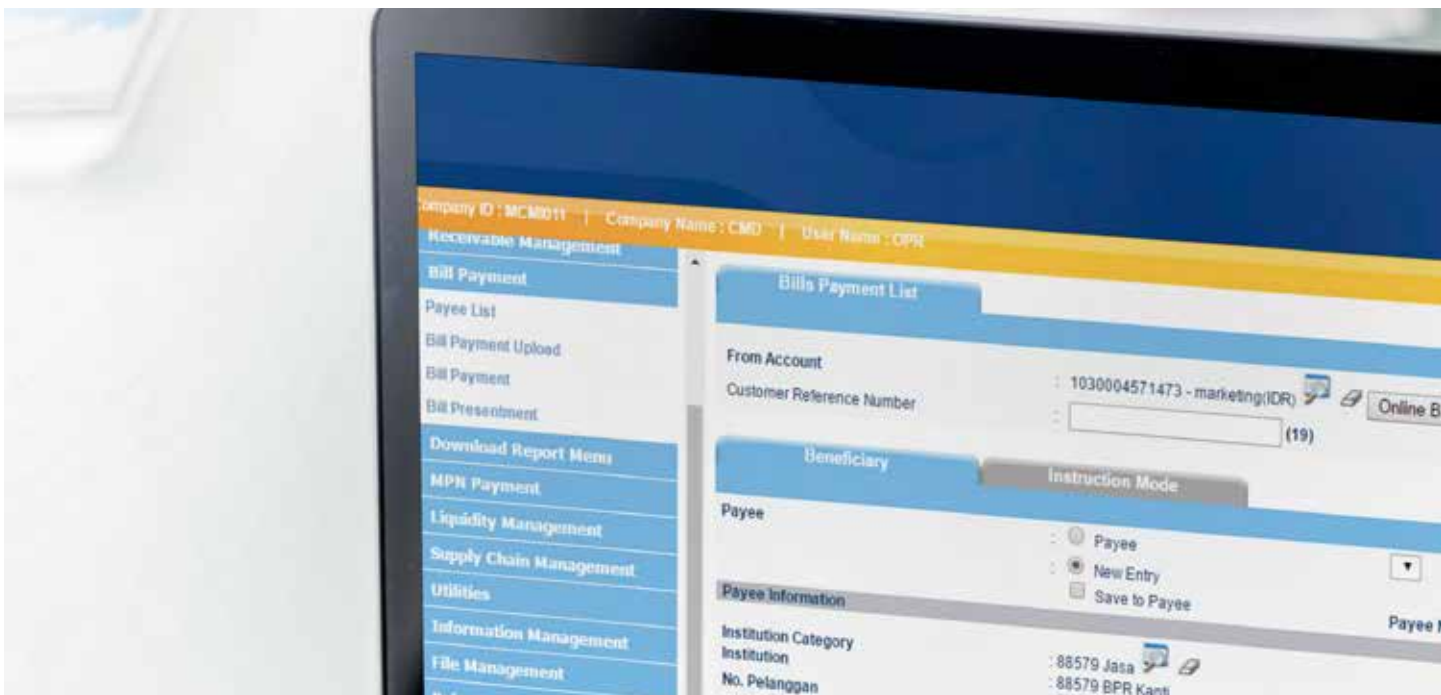 Company ID : MCMI011 | Company Name : CMD | User Name : OPR
Receivable Management
Bill Payment
Payee List
Bill Payment Upload
Bill Payment
Bill Presentment
Download Report Menu
MPN Payment
Liquidity Management
Supply Chain Management
Utilities
Information Management
File Management
Bills Payment List
From Account : 1030004571473 - marketing(IDR) Online B
Customer Reference Number : (19)
Beneficiary Instruction Mode
Payee : Payee
: New Entry
Save to Payee
Payee Information Payee
Institution Category : 88579 Jasa
Institution : 88579 BPR Kanti
No. Pelanggan